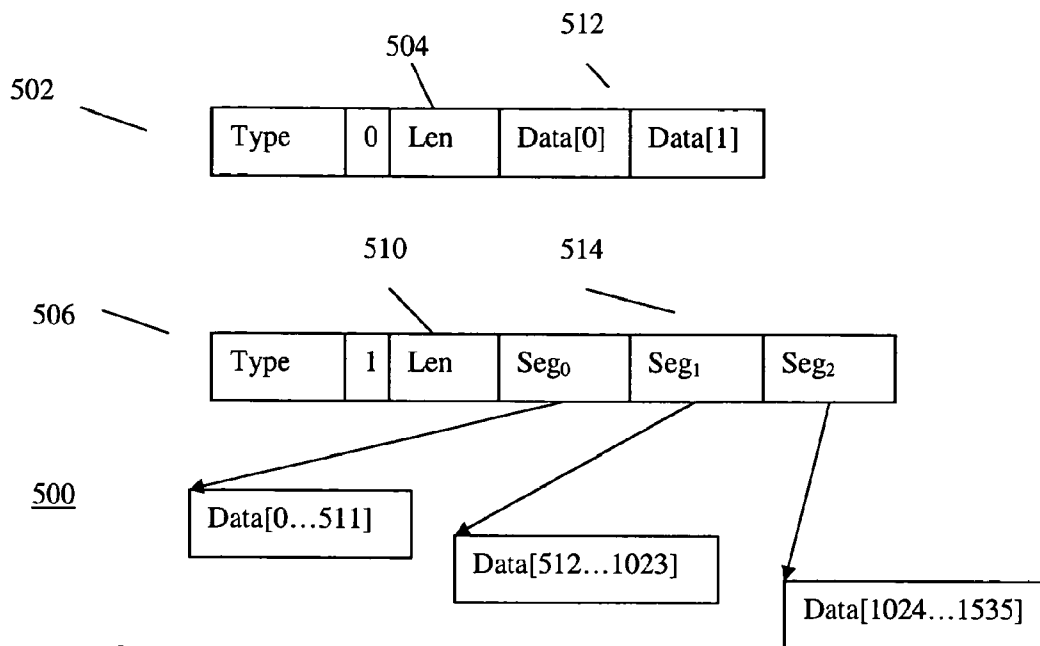 512
504
502
Type 0 Len Data[0] Data[1]
510 514
506
Type 1 Len Seg₀ Seg₁ Seg₂
500
Data[0...511]
Data[512...1023]
Data[1024...1535]